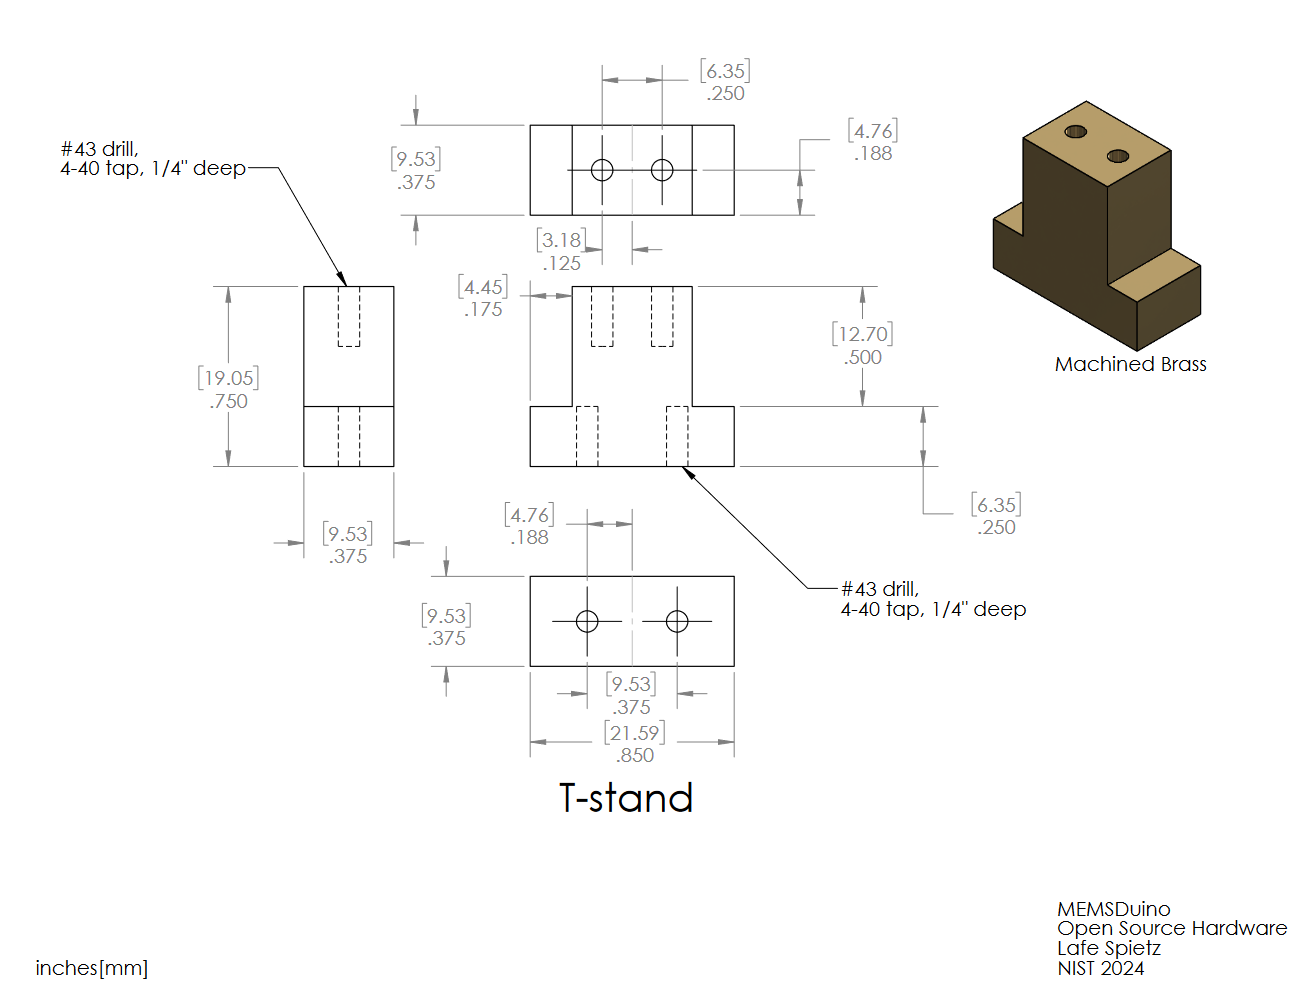 [6.35]
.250
#43 drill,
4-40 tap, 1/4" deep
[9.53]
.375
[4.76]
.188
[3.18]
.125
[4.45]
.175
[12.70]
.500
[19.05]
.750
Machined Brass
[9.53]
.375
[4.76]
.188
[6.35]
.250
#43 drill,
4-40 tap, 1/4" deep
[9.53]
.375
[9.53]
.375
[21.59]
.850
T-stand
MEMSDuino
Open Source Hardware
Lafe Spietz
NIST 2024
inches[mm]